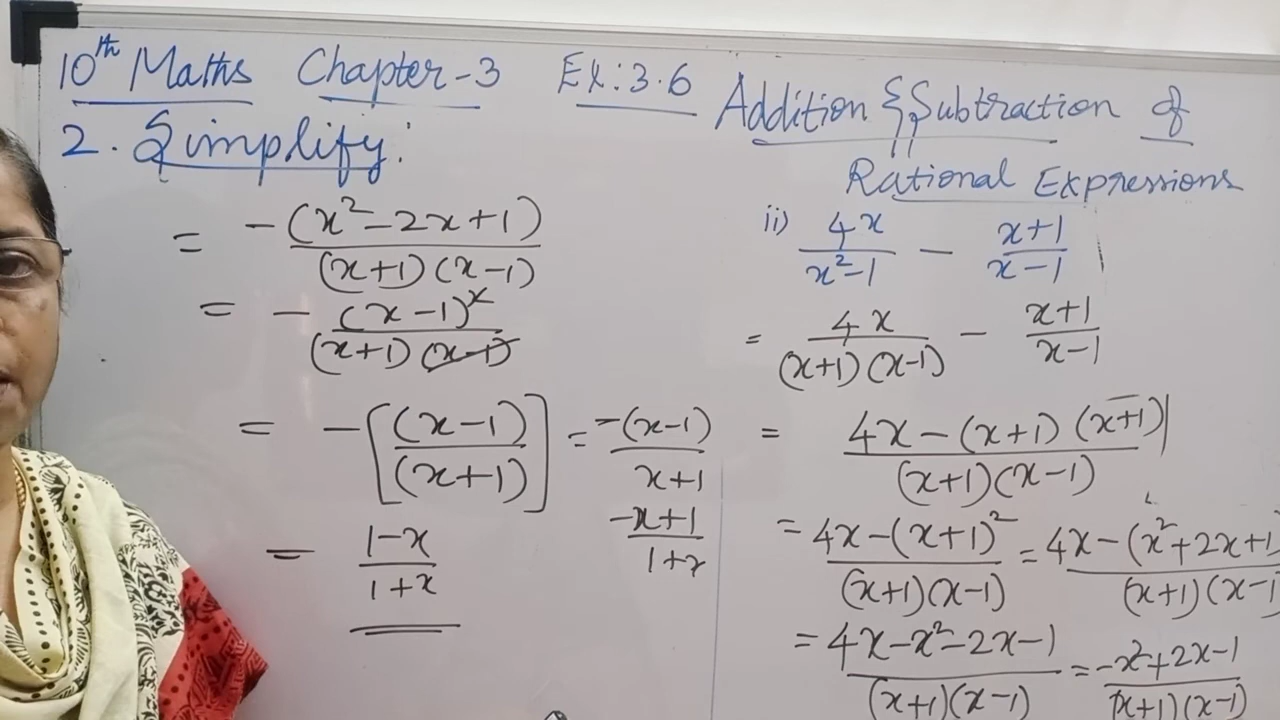 10th Maths Chapter-3 Ex:3.6 Addition & Subtraction of
Rational Expressions
2. Simplify:
ii) 4x/(x²-1) - (x+1)/(x-1)
= 4x/((x+1)(x-1)) - (x+1)/(x-1)
= (4x-(x+1)(x+1))/((x+1)(x-1))
= (4x-(x+1)²)/((x+1)(x-1)) = (4x-(x²+2x+1)/((x+1)(x-1)
= (4x-x²-2x-1)/((x+1)(x-1)) = (-x²+2x-1)/((x+1)(x-1))
= -(x²-2x+1)/((x+1)(x-1))
= -(x-1)²/((x+1)(x-1))
= -[(x-1)/(x+1)] = -(x-1)/(x+1)
(-x+1)/(1+x)
= (1-x)/(1+x)